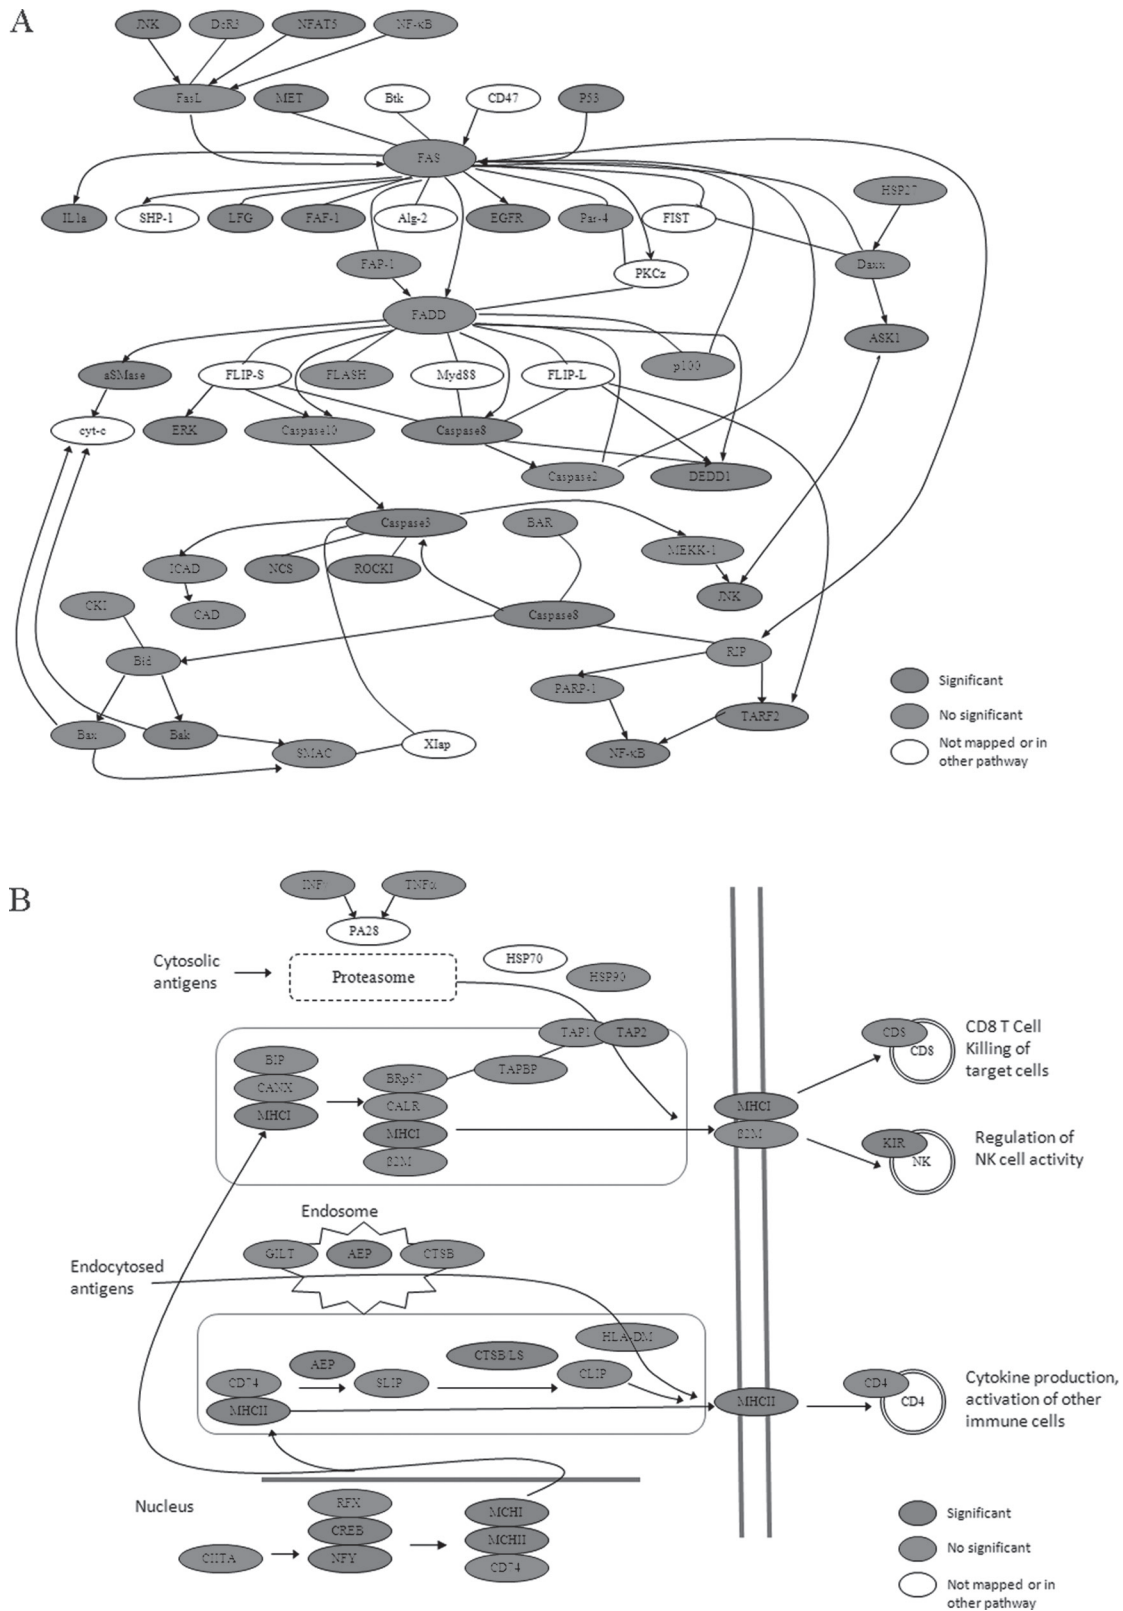 A
JNK DcR3 NFAT5 NF-κB
FasL MET Btk CD47 P53
FAS
HSP27
IL1a SHP-1 LFG FAF-1 Alg-2 EGFR Par-4 FIST
FAP-1 PKCz Daxx
FADD
ASK1
aSMase FLIP-S FLASH Myd88 FLIP-L p100
cyt-c ERK Caspase10 Caspase8
Caspase2 DEDD1
Caspase3 BAR
MEKK-1
ICAD NCS ROCKI
JNK
CKI CAD Caspase8
Bid RIP
PARP-1
Significant
Bax Bak SMAC XIap NF-κB TARF2
No significant
Not mapped or in
other pathway
B
INFγ TNFα
PA28
Cytosolic
antigens
Proteasome
HSP70
HSP90
TAP1 TAP2
CD8
CD8
CD8 T Cell
Killing of
target cells
BIP
CANX
MHCI
BRp57
CALR
MHCI
β2M
TAPBP
MHCI
β2M
KIR
NK
Regulation of
NK cell activity
Endosome
GILT AEP CTSB
Endocytosed
antigens
HLA-DM
AEP CTSB/LS
CD74 SLIP CLIP
MHCII
MHCII
CD4
CD4
Cytokine production,
activation of other
immune cells
Nucleus
CIITA
RFX
CREB
NFY
MCHI
MCHII
CD74
Significant
No significant
Not mapped or in
other pathway